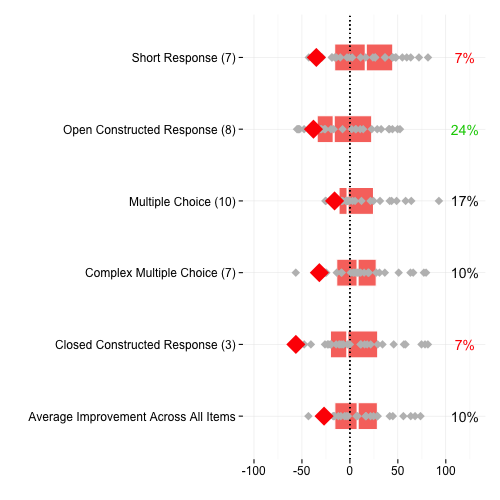 Short Response (7) 7%
Open Constructed Response (8) 24%
Multiple Choice (10) 17%
Complex Multiple Choice (7) 10%
Closed Constructed Response (3) 7%
Average Improvement Across All Items 10%
-100 -50 0 50 100